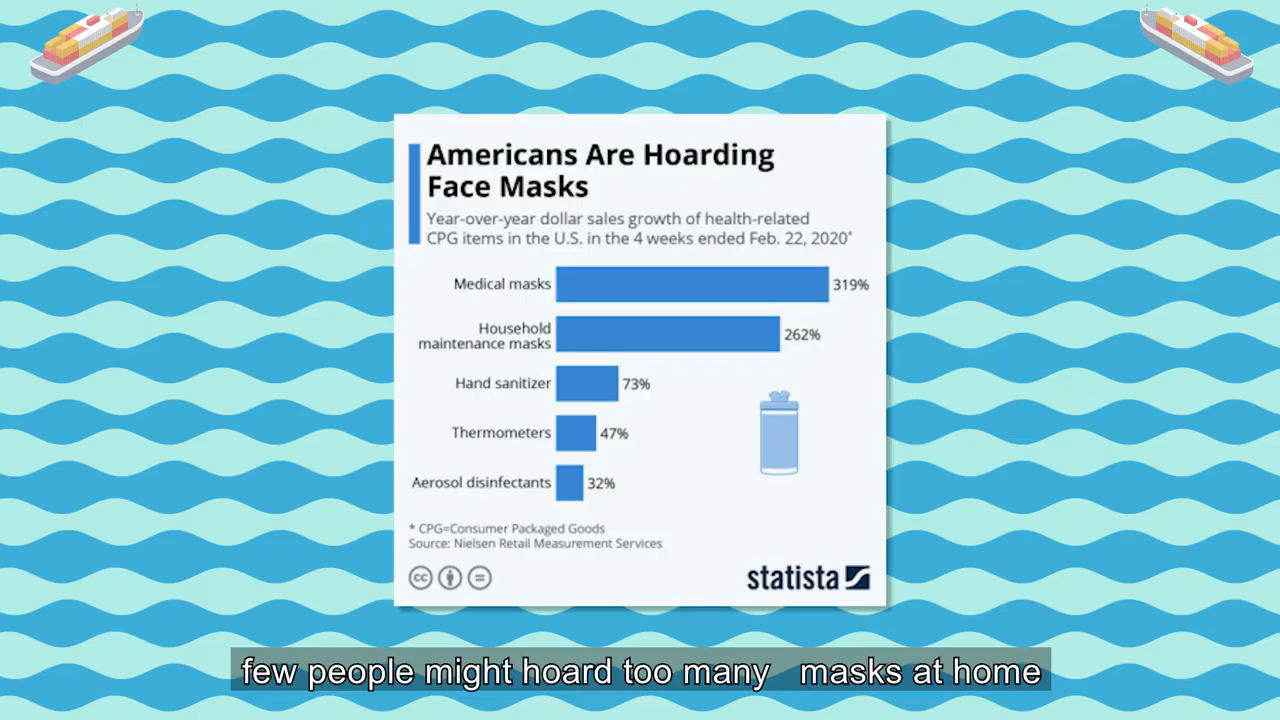 Americans Are Hoarding
Face Masks
Year-over-year dollar sales growth of health-related
CPG items in the U.S. in the 4 weeks ended Feb. 22, 2020*
Medical masks 319%
Household
maintenance masks 262%
Hand sanitizer 73%
Thermometers 47%
Aerosol disinfectants 32%
* CPG=Consumer Packaged Goods
Source: Nielsen Retail Measurement Services
cc
statista
few people might hoard too many masks at home